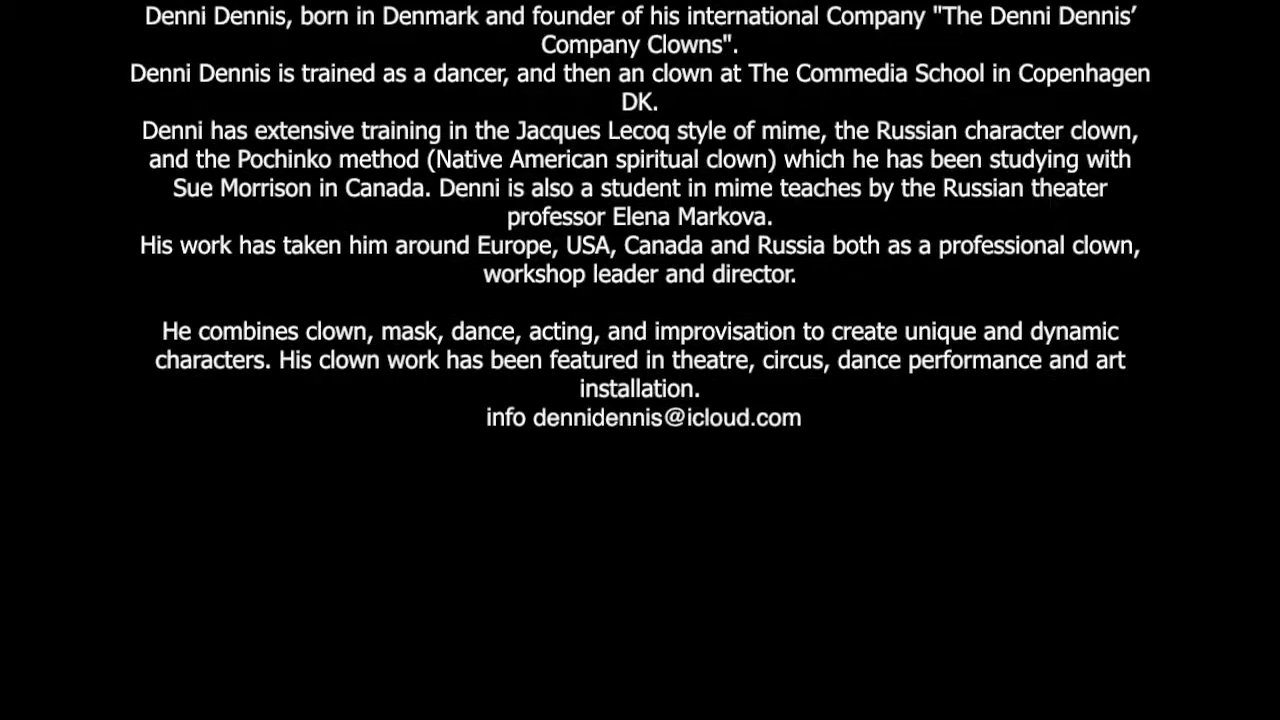 Denni Dennis, born in Denmark and founder of his international Company "The Denni Dennis’
Company Clowns".
Denni Dennis is trained as a dancer, and then an clown at The Commedia School in Copenhagen
DK.
Denni has extensive training in the Jacques Lecoq style of mime, the Russian character clown,
and the Pochinko method (Native American spiritual clown) which he has been studying with
Sue Morrison in Canada. Denni is also a student in mime teaches by the Russian theater
professor Elena Markova.
His work has taken him around Europe, USA, Canada and Russia both as a professional clown,
workshop leader and director.
He combines clown, mask, dance, acting, and improvisation to create unique and dynamic
characters. His clown work has been featured in theatre, circus, dance performance and art
installation.
info dennidennis@icloud.com